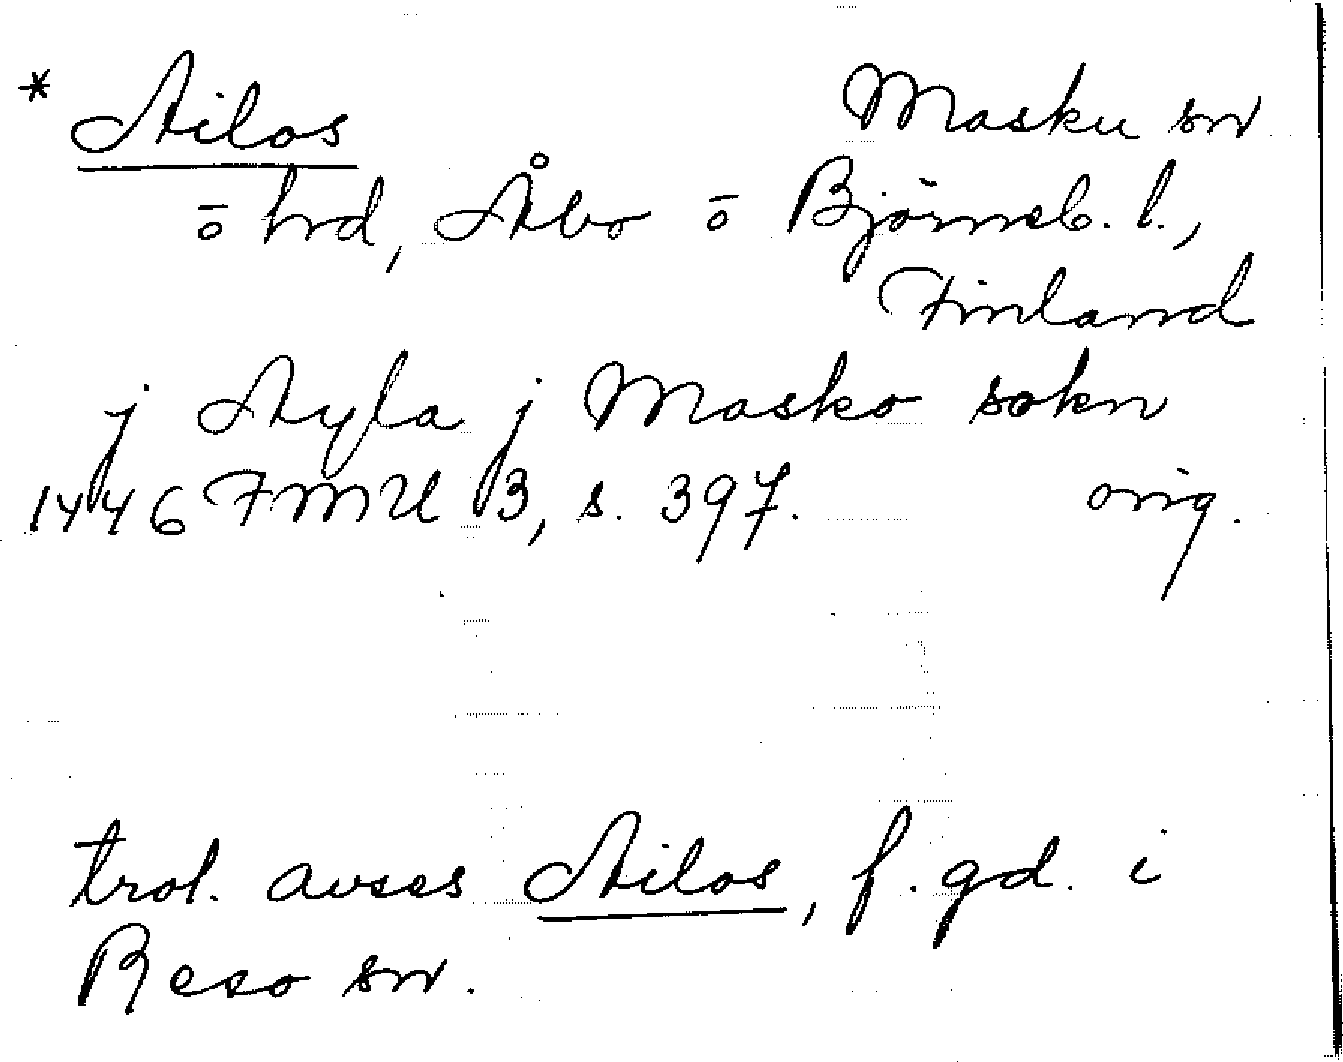 * Ailos Masku sn
ō hd, Åbo ō Björneb. l.,
Finland
j Ayla j Masko sokn
1446 FMU 3, s. 397. orig.
trol. avses Ailos, f. gd. i
Reso sn.